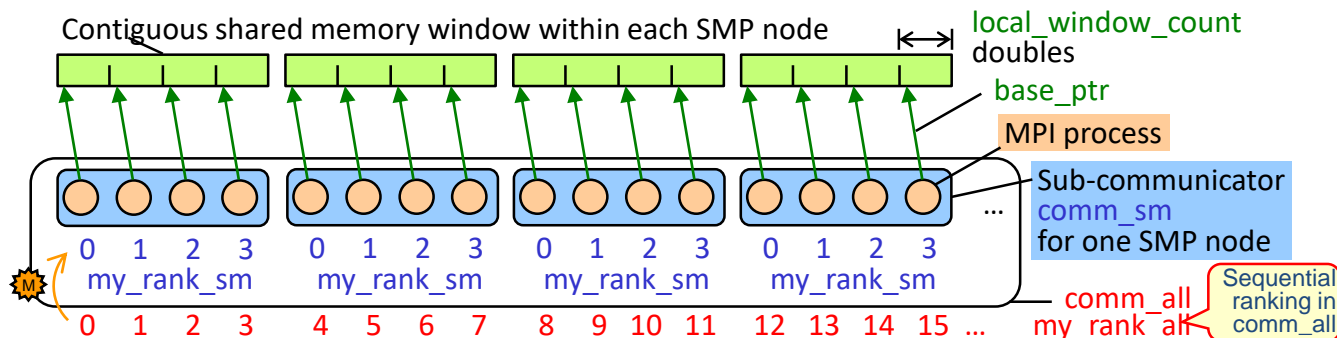 Contiguous shared memory window within each SMP node
local_window_count
doubles
base_ptr
MPI process
Sub-communicator
comm_sm
for one SMP node
...
0 1 2 3 0 1 2 3 0 1 2 3 0 1 2 3
my_rank_sm my_rank_sm my_rank_sm my_rank_sm
M
comm_all
0 1 2 3 4 5 6 7 8 9 10 11 12 13 14 15 ... my_rank_all
Sequential
ranking in
comm_all